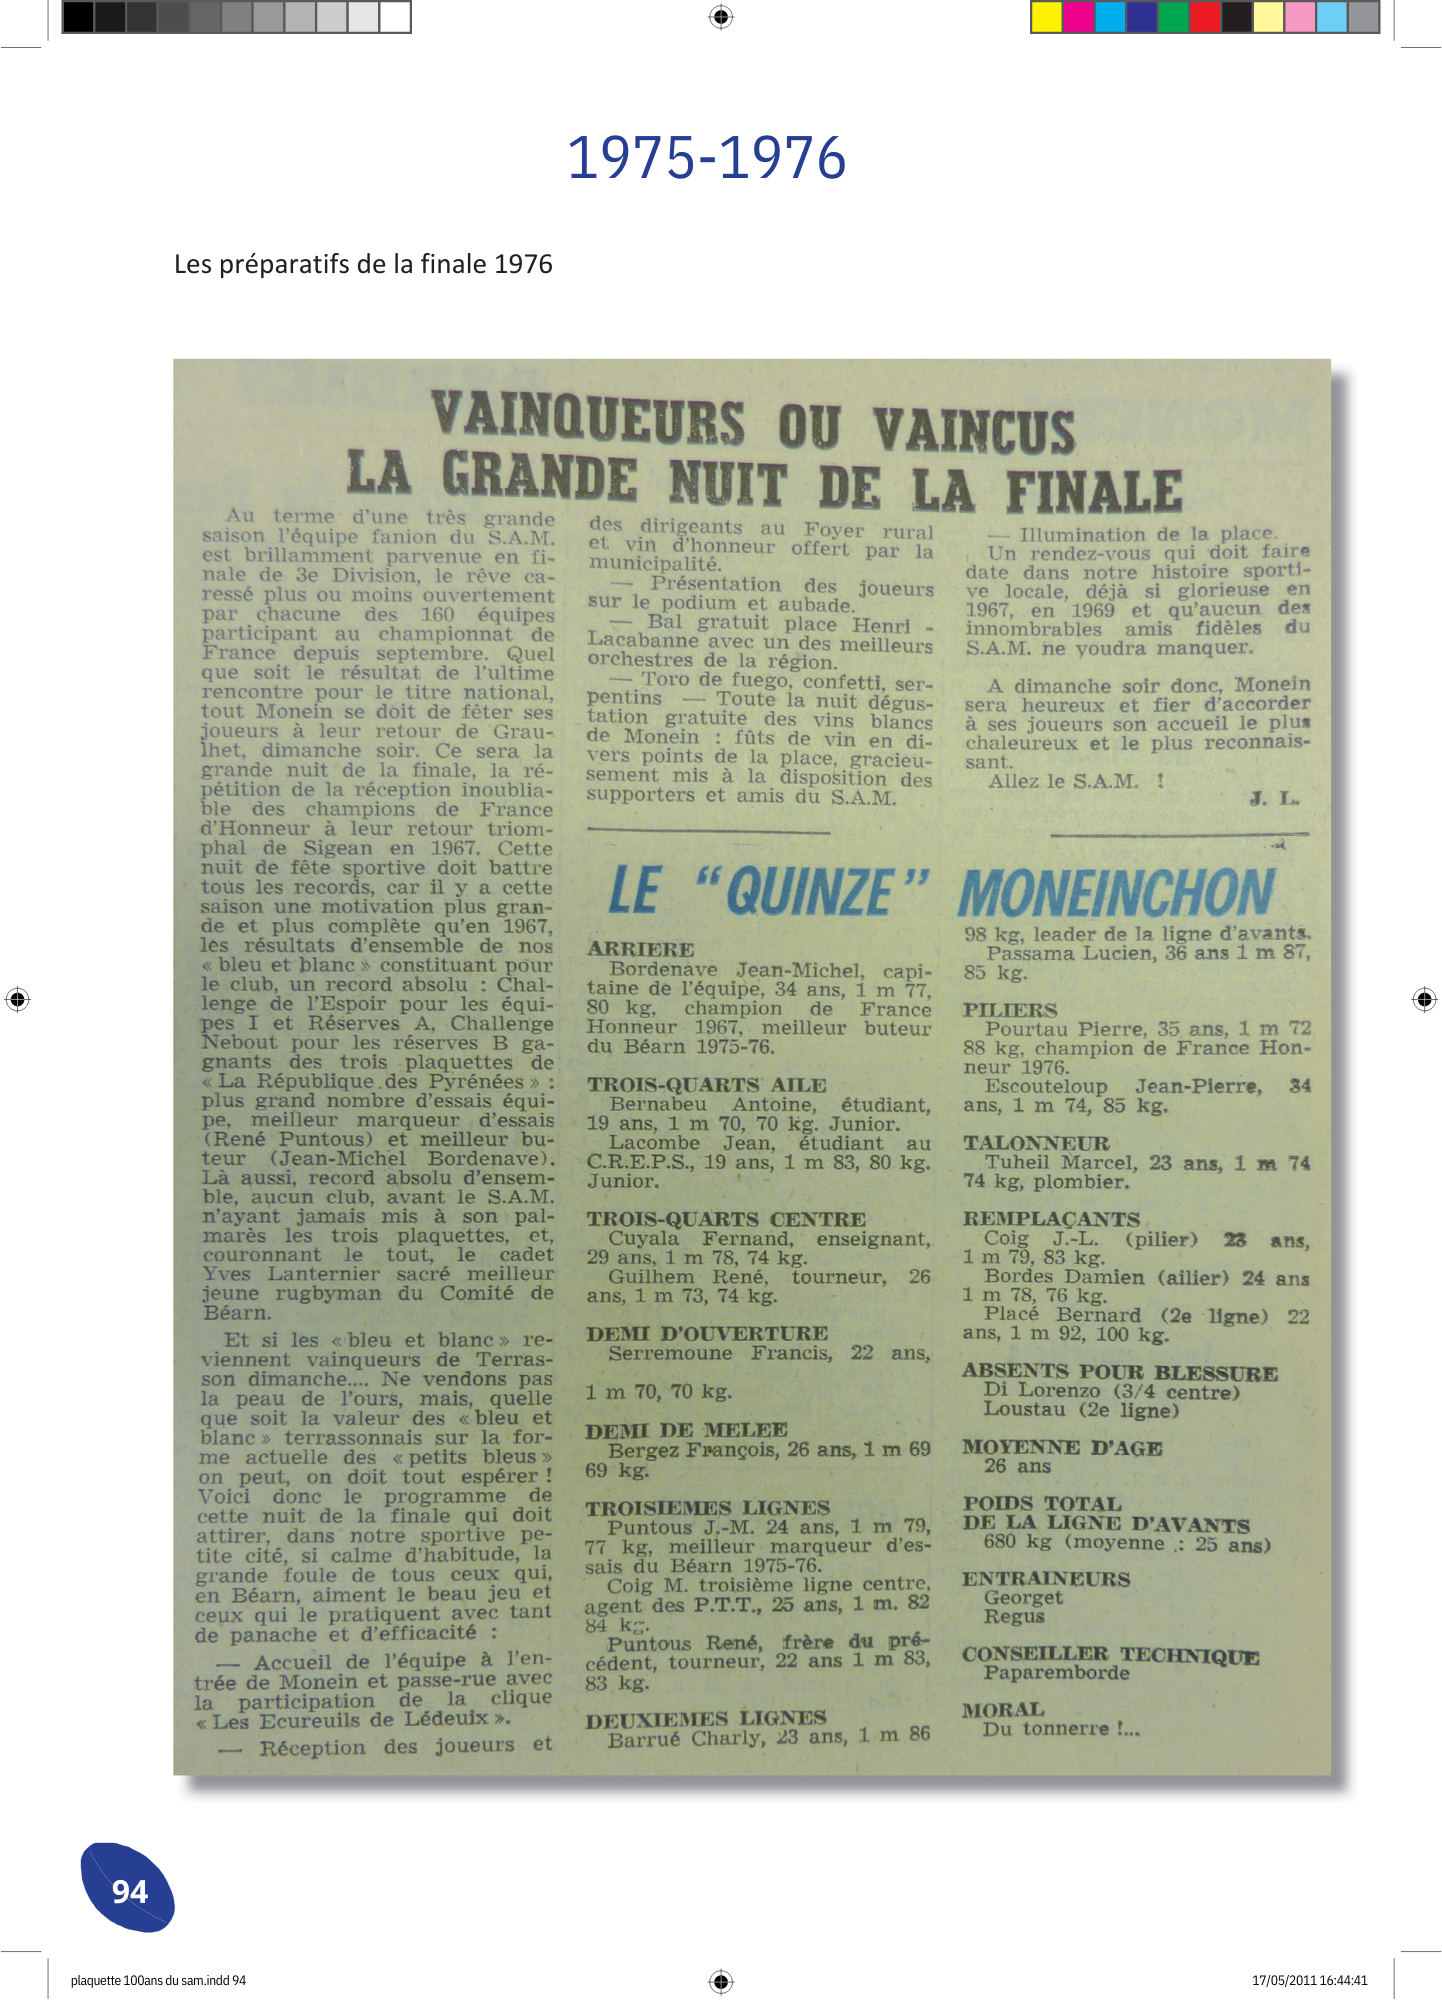 1975-1976
Les préparatifs de la finale 1976
VAINQUEURS OU VAINCUS
LA GRANDE NUIT DE LA FINALE
Au terme d'une très grande
saison l'équipe fanion du S.A.M.
est brillamment parvenue en fi-
nale de 3e Division, le rêve ca-
ressé plus ou moins ouvertement
par chacune des 160 équipes
participant au championnat de
France depuis septembre. Quel
que soit le résultat de l'ultime
rencontre pour le titre national,
tout Monein se doit de fêter ses
joueurs à leur retour de Grau-
lhet, dimanche soir. Ce sera la
grande nuit de la finale, la ré-
pétition de la réception inoublia-
ble des champions de France
d'Honneur à leur retour triom-
phal de Sigean en 1967. Cette
nuit de fête sportive doit battre
tous les records, car il y a cette
saison une motivation plus gran-
de et plus complète qu'en 1967,
les résultats d'ensemble de nos
« bleu et blanc » constituant pour
le club, un record absolu : Chal-
lenge de l'Espoir pour les équi-
pes I et Réserves A, Challenge
Nebout pour les réserves B ga-
gnants des trois plaquettes de
« La République des Pyrénées » :
plus grand nombre d'essais équi-
pe, meilleur marqueur d'essais
(René Puntous) et meilleur bu-
teur (Jean-Michel Bordenave).
Là aussi, record absolu d'ensem-
ble, aucun club, avant le S.A.M.
n'ayant jamais mis à son pal-
marès les trois plaquettes, et,
couronnant le tout, le cadet
Yves Lanternier sacré meilleur
jeune rugbyman du Comité de
Béarn.
Et si les « bleu et blanc » re-
viennent vainqueurs de Terras-
son dimanche.... Ne vendons pas
la peau de l'ours, mais, quelle
que soit la valeur des « bleu et
blanc » terrassonnais sur la for-
me actuelle des « petits bleus »
on peut, on doit tout espérer !
Voici donc le programme de
cette nuit de la finale qui doit
attirer, dans notre sportive pe-
tite cité, si calme d'habitude, la
grande foule de tous ceux qui,
en Béarn, aiment le beau jeu et
ceux qui le pratiquent avec tant
de panache et d'efficacité :
— Accueil de l'équipe à l'en-
trée de Monein et passe-rue avec
la participation de la clique
« Les Ecureuils de Lédeuix ».
— Réception des joueurs et
des dirigeants au Foyer rural
et vin d'honneur offert par la
municipalité.
— Présentation des joueurs
sur le podium et aubade.
— Bal gratuit place Henri -
Lacabanne avec un des meilleurs
orchestres de la région.
— Toro de fuego, confetti, ser-
pentins — Toute la nuit dégus-
tation gratuite des vins blancs
de Monein : fûts de vin en di-
vers points de la place, gracieu-
sement mis à la disposition des
supporters et amis du S.A.M.
— Illumination de la place.
Un rendez-vous qui doit faire
date dans notre histoire sporti-
ve locale, déjà si glorieuse en
1967, en 1969 et qu'aucun des
innombrables amis fidèles du
S.A.M. ne youdra manquer.
A dimanche soir donc, Monein
sera heureux et fier d'accorder
à ses joueurs son accueil le plus
chaleureux et le plus reconnais-
sant.
Allez le S.A.M. !
J. L.
LE "QUINZE" MONEINCHON
ARRIERE
Bordenave Jean-Michel, capi-
taine de l'équipe, 34 ans, 1 m 77,
80 kg, champion de France
Honneur 1967, meilleur buteur
du Béarn 1975-76.
TROIS-QUARTS AILE
Bernabeu Antoine, étudiant,
19 ans, 1 m 70, 70 kg. Junior.
Lacombe Jean, étudiant au
C.R.E.P.S., 19 ans, 1 m 83, 80 kg.
Junior.
TROIS-QUARTS CENTRE
Cuyala Fernand, enseignant,
29 ans, 1 m 78, 74 kg.
Guilhem René, tourneur, 26
ans, 1 m 73, 74 kg.
DEMI D'OUVERTURE
Serremoune Francis, 22 ans,
1 m 70, 70 kg.
DEMI DE MELEE
Bergez François, 26 ans, 1 m 69
69 kg.
TROISIEMES LIGNES
Puntous J.-M. 24 ans, 1 m 79,
77 kg, meilleur marqueur d'es-
sais du Béarn 1975-76.
Coig M. troisième ligne centre,
agent des P.T.T., 25 ans, 1 m. 82
84 kg.
Puntous René, frère du pré-
cédent, tourneur, 22 ans 1 m 83,
83 kg.
DEUXIEMES LIGNES
Barrué Charly, 23 ans, 1 m 86
98 kg, leader de la ligne d'avants.
Passama Lucien, 36 ans 1 m 87,
85 kg.
PILIERS
Pourtau Pierre, 35 ans, 1 m 72
88 kg, champion de France Hon-
neur 1976.
Escouteloup Jean-Pierre, 34
ans, 1 m 74, 85 kg.
TALONNEUR
Tuheil Marcel, 23 ans, 1 m 74
74 kg, plombier.
REMPLAÇANTS
Coig J.-L. (pilier) 23 ans,
1 m 79, 83 kg.
Bordes Damien (ailier) 24 ans
1 m 78, 76 kg.
Placé Bernard (2e ligne) 22
ans, 1 m 92, 100 kg.
ABSENTS POUR BLESSURE
Di Lorenzo (3/4 centre)
Loustau (2e ligne)
MOYENNE D'AGE
26 ans
POIDS TOTAL
DE LA LIGNE D'AVANTS
680 kg (moyenne : 25 ans)
ENTRAINEURS
Georget
Regus
CONSEILLER TECHNIQUE
Paparemborde
MORAL
Du tonnerre !...
94
plaquette 100ans du sam.indd 94
17/05/2011 16:44:41